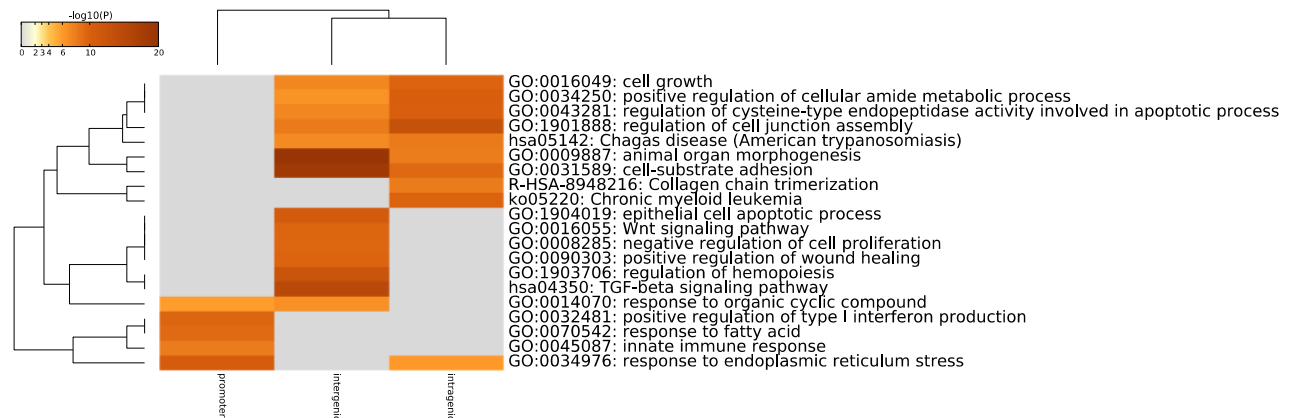 -log10(P)
0 2 3 4 6 10 20
GO:0016049: cell growth
GO:0034250: positive regulation of cellular amide metabolic process
GO:0043281: regulation of cysteine-type endopeptidase activity involved in apoptotic process
GO:1901888: regulation of cell junction assembly
hsa05142: Chagas disease (American trypanosomiasis)
GO:0009887: animal organ morphogenesis
GO:0031589: cell-substrate adhesion
R-HSA-8948216: Collagen chain trimerization
ko05220: Chronic myeloid leukemia
GO:1904019: epithelial cell apoptotic process
GO:0016055: Wnt signaling pathway
GO:0008285: negative regulation of cell proliferation
GO:0090303: positive regulation of wound healing
GO:1903706: regulation of hemopoiesis
hsa04350: TGF-beta signaling pathway
GO:0014070: response to organic cyclic compound
GO:0032481: positive regulation of type I interferon production
GO:0070542: response to fatty acid
GO:0045087: innate immune response
GO:0034976: response to endoplasmic reticulum stress
promoter
intergenic
intragenic